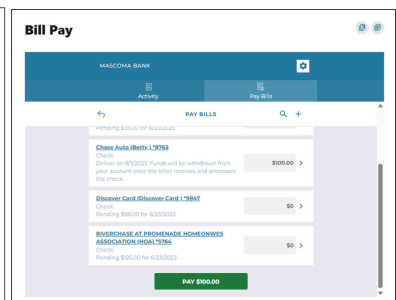 Bill Pay
MASCOMA BANK
Activity
Pay Bills
PAY BILLS
Pending $35.00 for 6/23/2023
Chase Auto (Betty ) *8765
Check
Deliver on 8/1/2023. Funds will be withdrawn from
your account once the biller receives and processes
the check.
$100.00
Discover Card (Discover Card ) *9847
Check
Pending $88.00 for 6/23/2023
$0
RIVERCHASE AT PROMENADE HOMEONWES
ASSOCIATION (HOA) *5764
Check
Pending $125.00 for 6/23/2023
$0
PAY $100.00